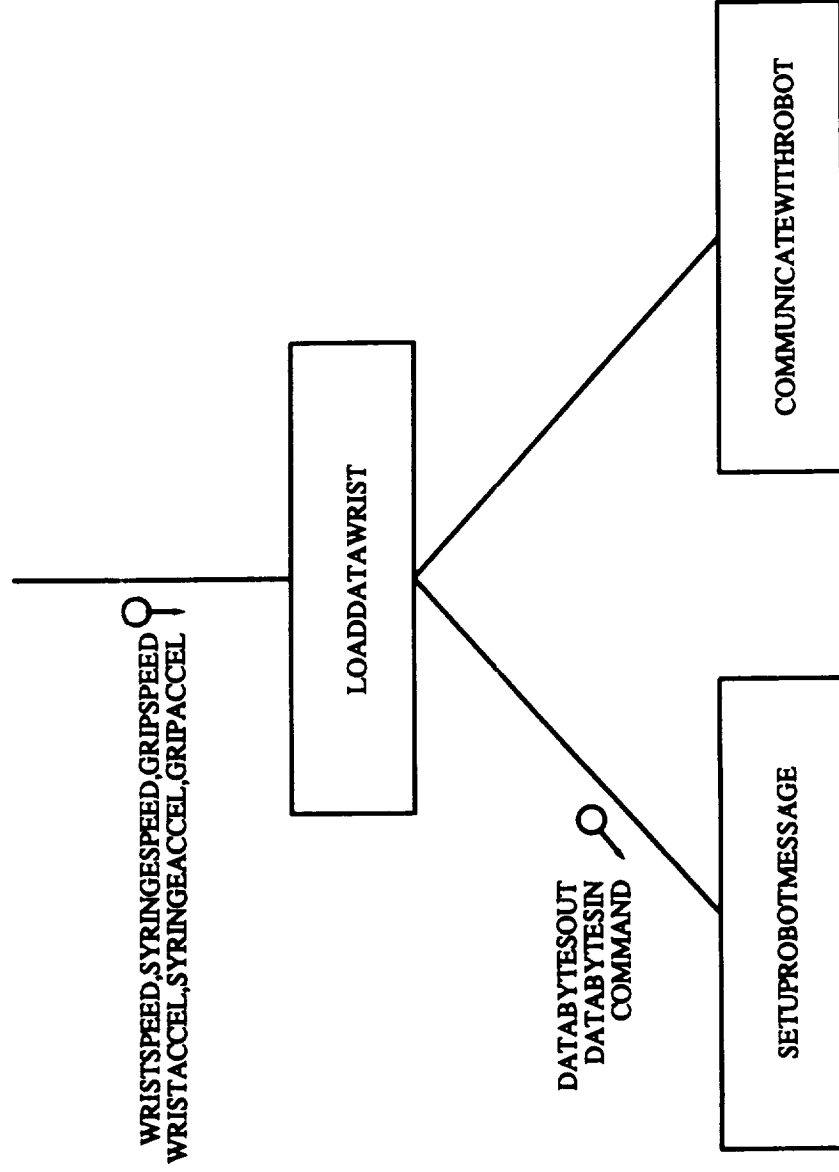 WRISTSPEED,SYRINGESPEED,GRIPSPEED
WRISTACCEL,SYRINGEACCEL,GRIPACCEL
LOADDATAWRIST
DATABYTESOUT
DATABYTESIN
COMMAND
SETUPROBOTMESSAGE
COMMUNICATEWITHROBOT